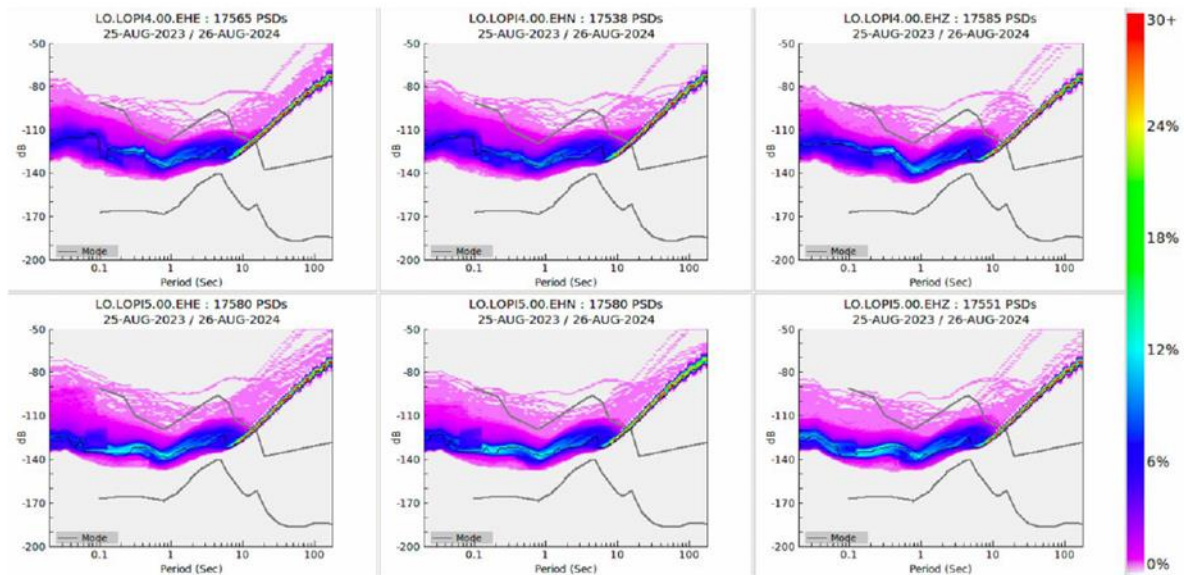 LO.LOPI4.00.EHE : 17565 PSDs
25-AUG-2023 / 26-AUG-2024
-50
-80
-110
-140
-170
-200
dB
Mode
0.1
1
10
100
Period (Sec)
LO.LOPI4.00.EHN : 17538 PSDs
25-AUG-2023 / 26-AUG-2024
-50
-80
-110
-140
-170
-200
dB
Mode
0.1
1
10
100
Period (Sec)
LO.LOPI4.00.EHZ : 17585 PSDs
25-AUG-2023 / 26-AUG-2024
-50
-80
-110
-140
-170
-200
dB
Mode
0.1
1
10
100
Period (Sec)
LO.LOPI5.00.EHE : 17580 PSDs
25-AUG-2023 / 26-AUG-2024
-50
-80
-110
-140
-170
-200
dB
Mode
0.1
1
10
100
Period (Sec)
LO.LOPI5.00.EHN : 17580 PSDs
25-AUG-2023 / 26-AUG-2024
-50
-80
-110
-140
-170
-200
dB
Mode
0.1
1
10
100
Period (Sec)
LO.LOPI5.00.EHZ : 17551 PSDs
25-AUG-2023 / 26-AUG-2024
-50
-80
-110
-140
-170
-200
dB
Mode
0.1
1
10
100
Period (Sec)
30+
24%
18%
12%
6%
0%